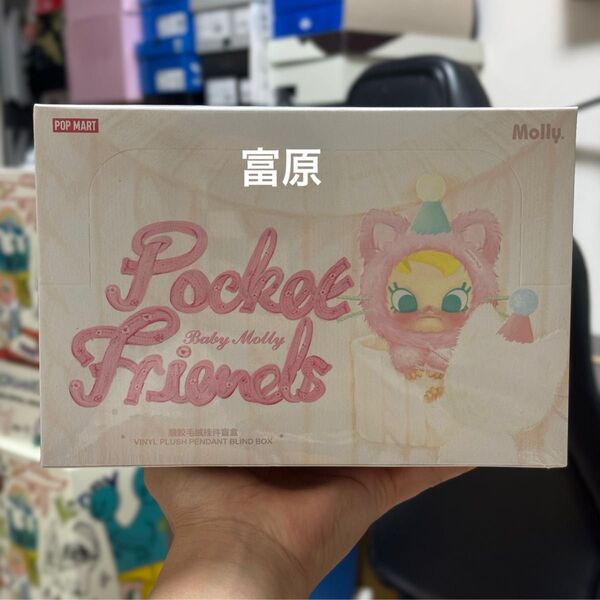 POP MART
Molly.
富原
Pocket
Baby Molly
Friends
搪胶毛绒挂件盲盒
VINYL PLUSH PENDANT BLIND BOX